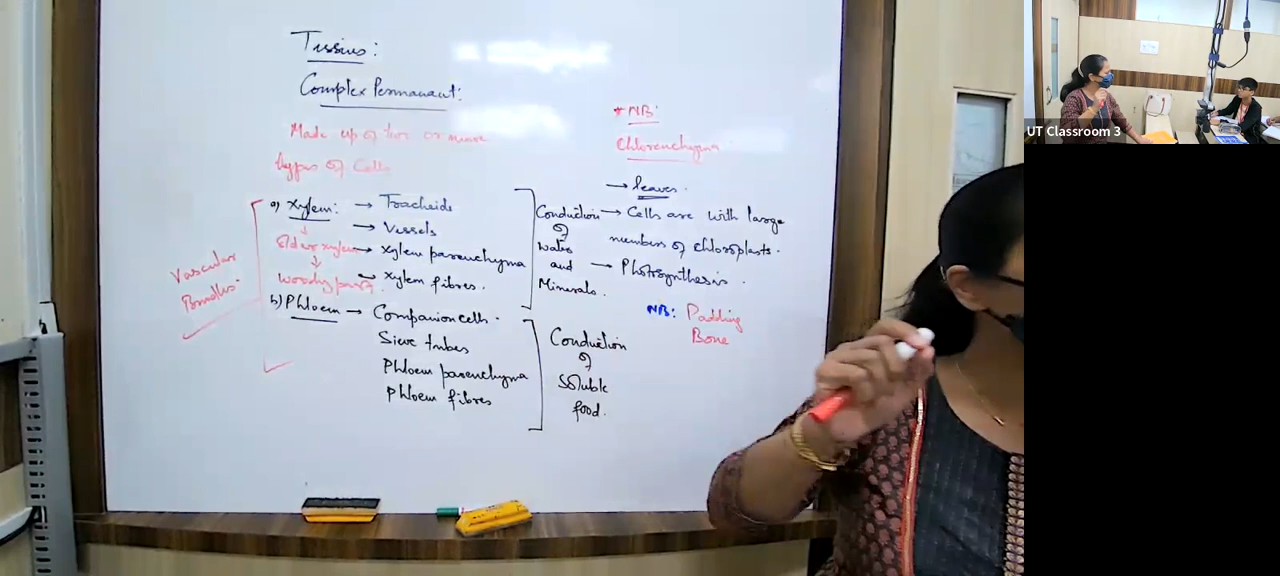 Tissues:
Complex Permanant:
Made up of two or more
types of Cells
a) Xylem: → Tracheids
→ Vessels
Older xylem → Xylem parenchyma
Woody part. → Xylem fibres.
Conduction
of
water
and
Minerals.
Vascular
Bundles.
b) Phloem → Companion cells.
Sieve tubes
Phloem parenchyma
Phloem fibres
Conduction
of
Soluble
food.
* NB:
Chlorenchyma
→ leaves.
→ Cells are with large
numbers of chloroplasts.
→ Photosynthesis.
NB: Padding
Bone
UT Classroom 3